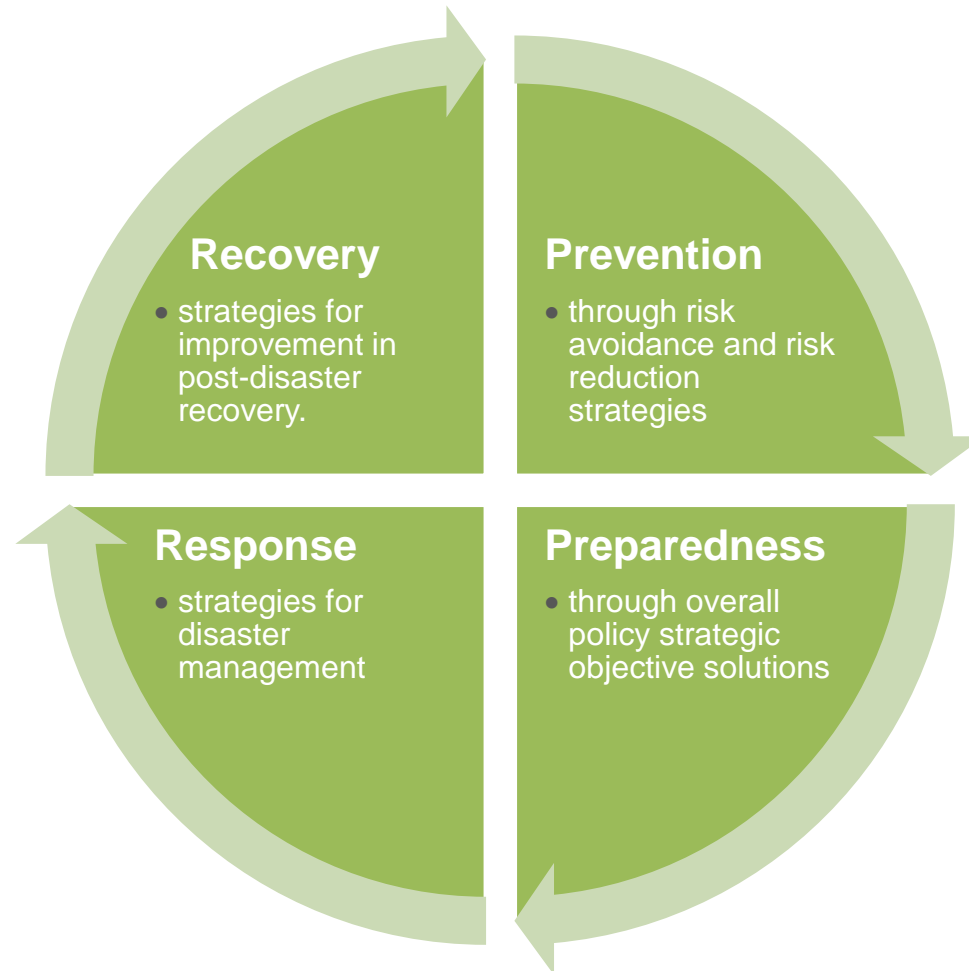 Recovery
• strategies for
improvement in
post-disaster
recovery.
Prevention
• through risk
avoidance and risk
reduction
strategies
Response
• strategies for
disaster
management
Preparedness
• through overall
policy strategic
objective solutions